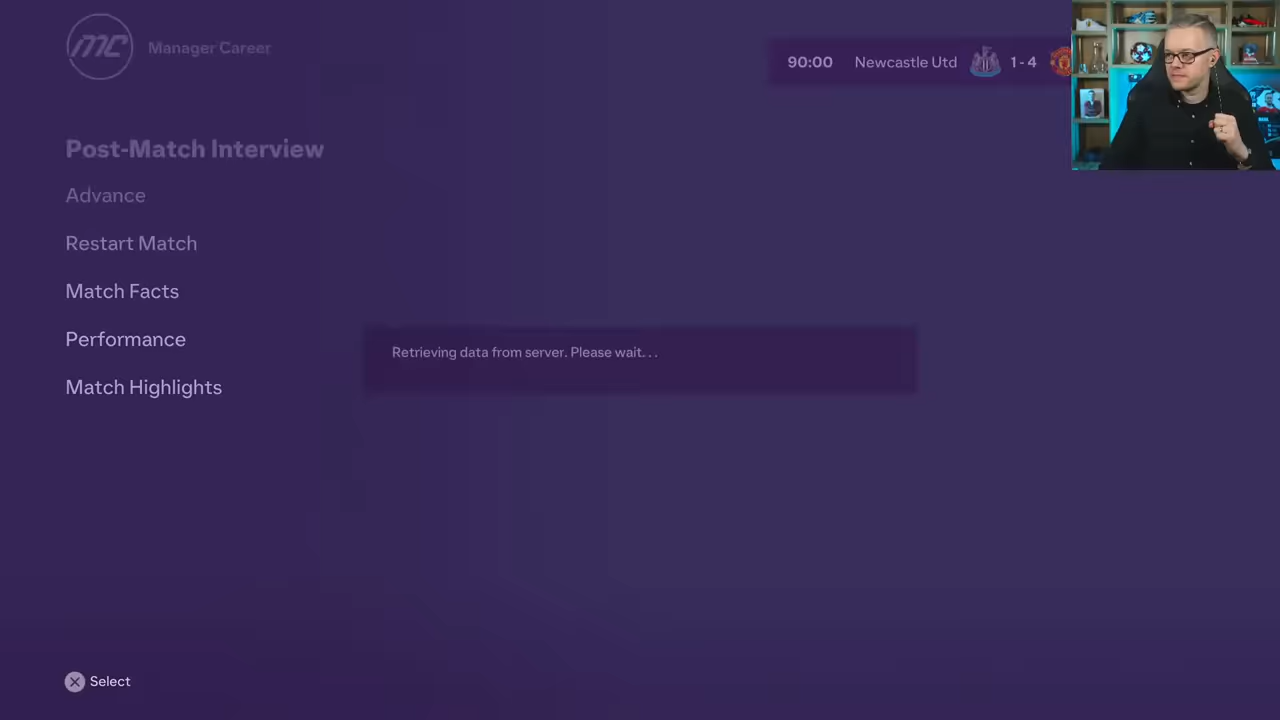 MC Manager Career
90:00 Newcastle Utd 1 - 4
Post-Match Interview
Advance
Restart Match
Match Facts
Performance
Match Highlights
Retrieving data from server. Please wait. . .
Select